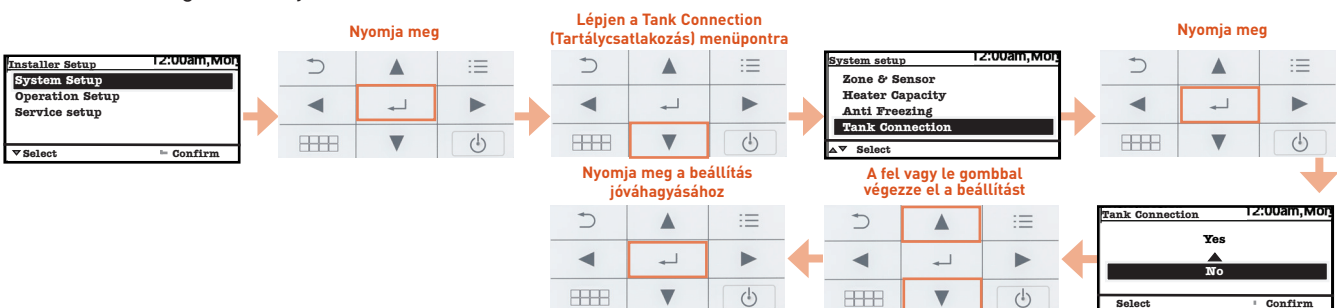 Nyomja meg
Lépjen a Tank Connection
(Tartálycsatlakozás) menüpontra
Nyomja meg
Installer Setup 12:00am,Mon
System Setup
Operation Setup
Service setup
▼Select Confirm
System setup 12:00am,Mon
Zone & Sensor
Heater Capacity
Anti Freezing
Tank Connection
▲▼ Select
Nyomja meg a beállítás
jóváhagyásához
A fel vagy le gombbal
végezze el a beállítást
Tank Connection 12:00am,Mon
Yes
No
Select Confirm